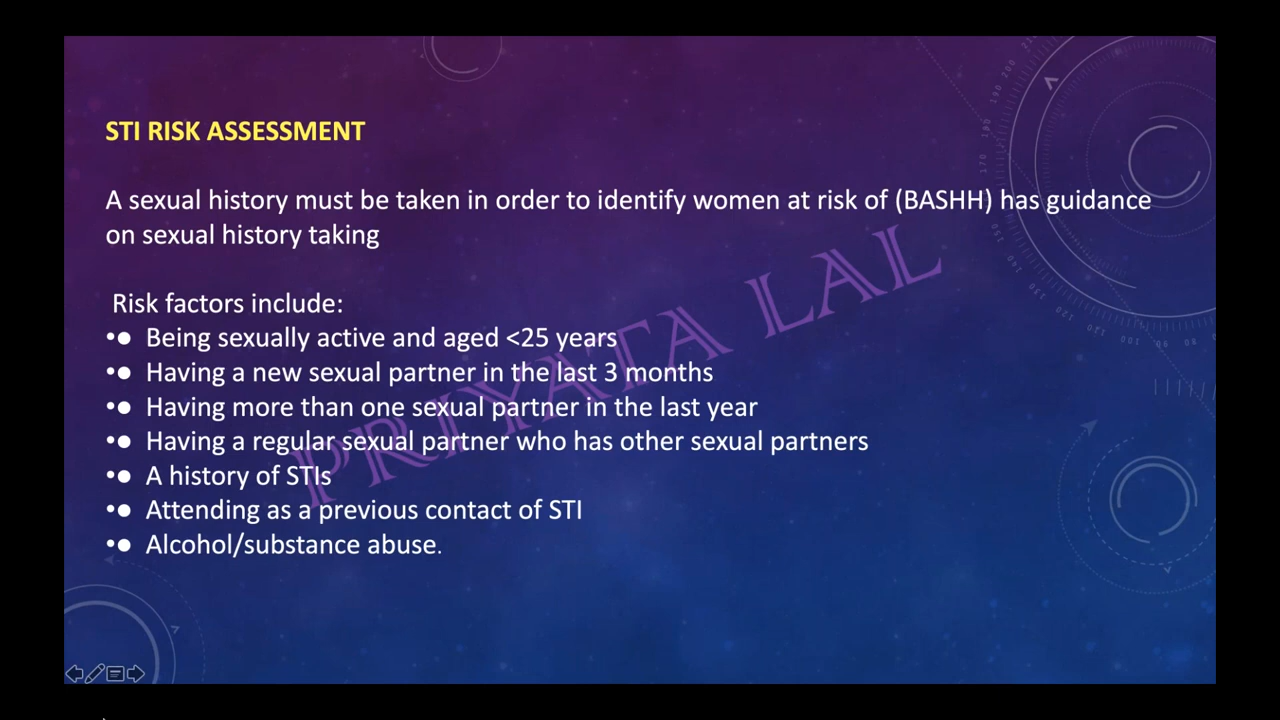 STI RISK ASSESSMENT
A sexual history must be taken in order to identify women at risk of (BASHH) has guidance
on sexual history taking
Risk factors include:
•● Being sexually active and aged <25 years
•● Having a new sexual partner in the last 3 months
•● Having more than one sexual partner in the last year
•● Having a regular sexual partner who has other sexual partners
•● A history of STIs
•● Attending as a previous contact of STI
•● Alcohol/substance abuse.
PRIYATA LAL